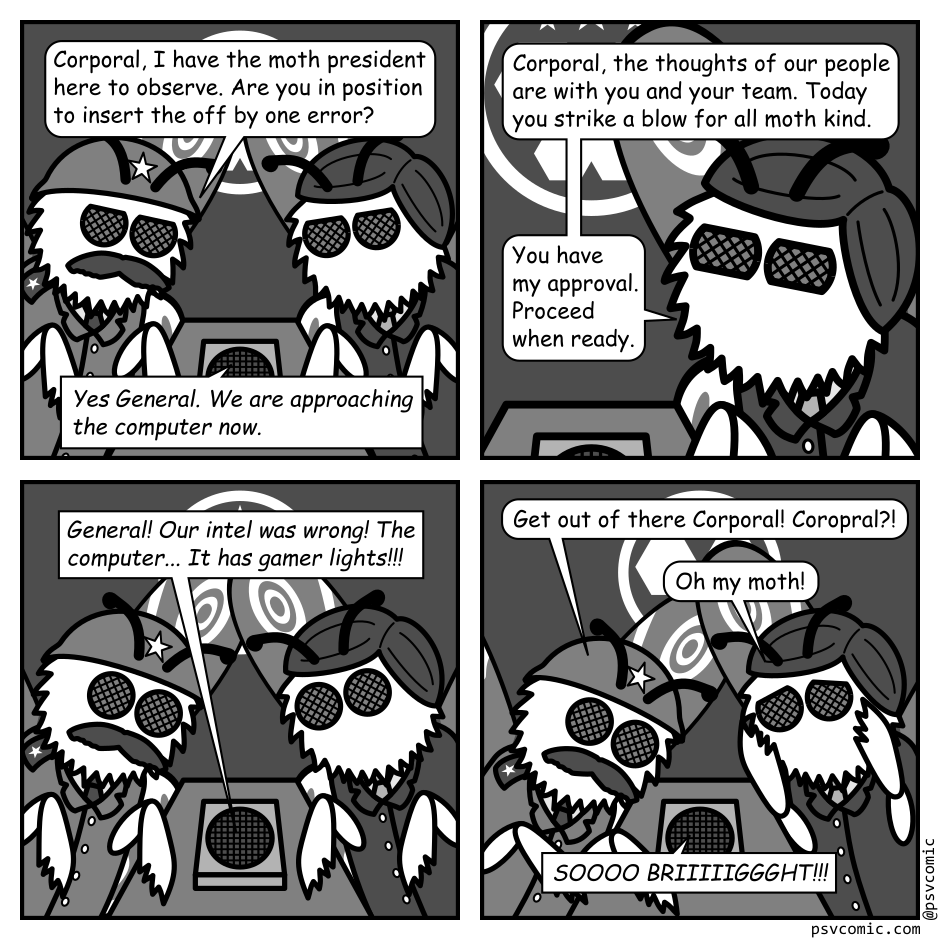 Corporal, I have the moth president
here to observe. Are you in position
to insert the off by one error?
Yes General. We are approaching
the computer now.
Corporal, the thoughts of our people
are with you and your team. Today
you strike a blow for all moth kind.
You have
my approval.
Proceed
when ready.
General! Our intel was wrong! The
computer... It has gamer lights!!!
Get out of there Corporal! Coropral?!
Oh my moth!
SOOOO BRIIIIIGGGHT!!!
@psvcomic
psvcomic.com